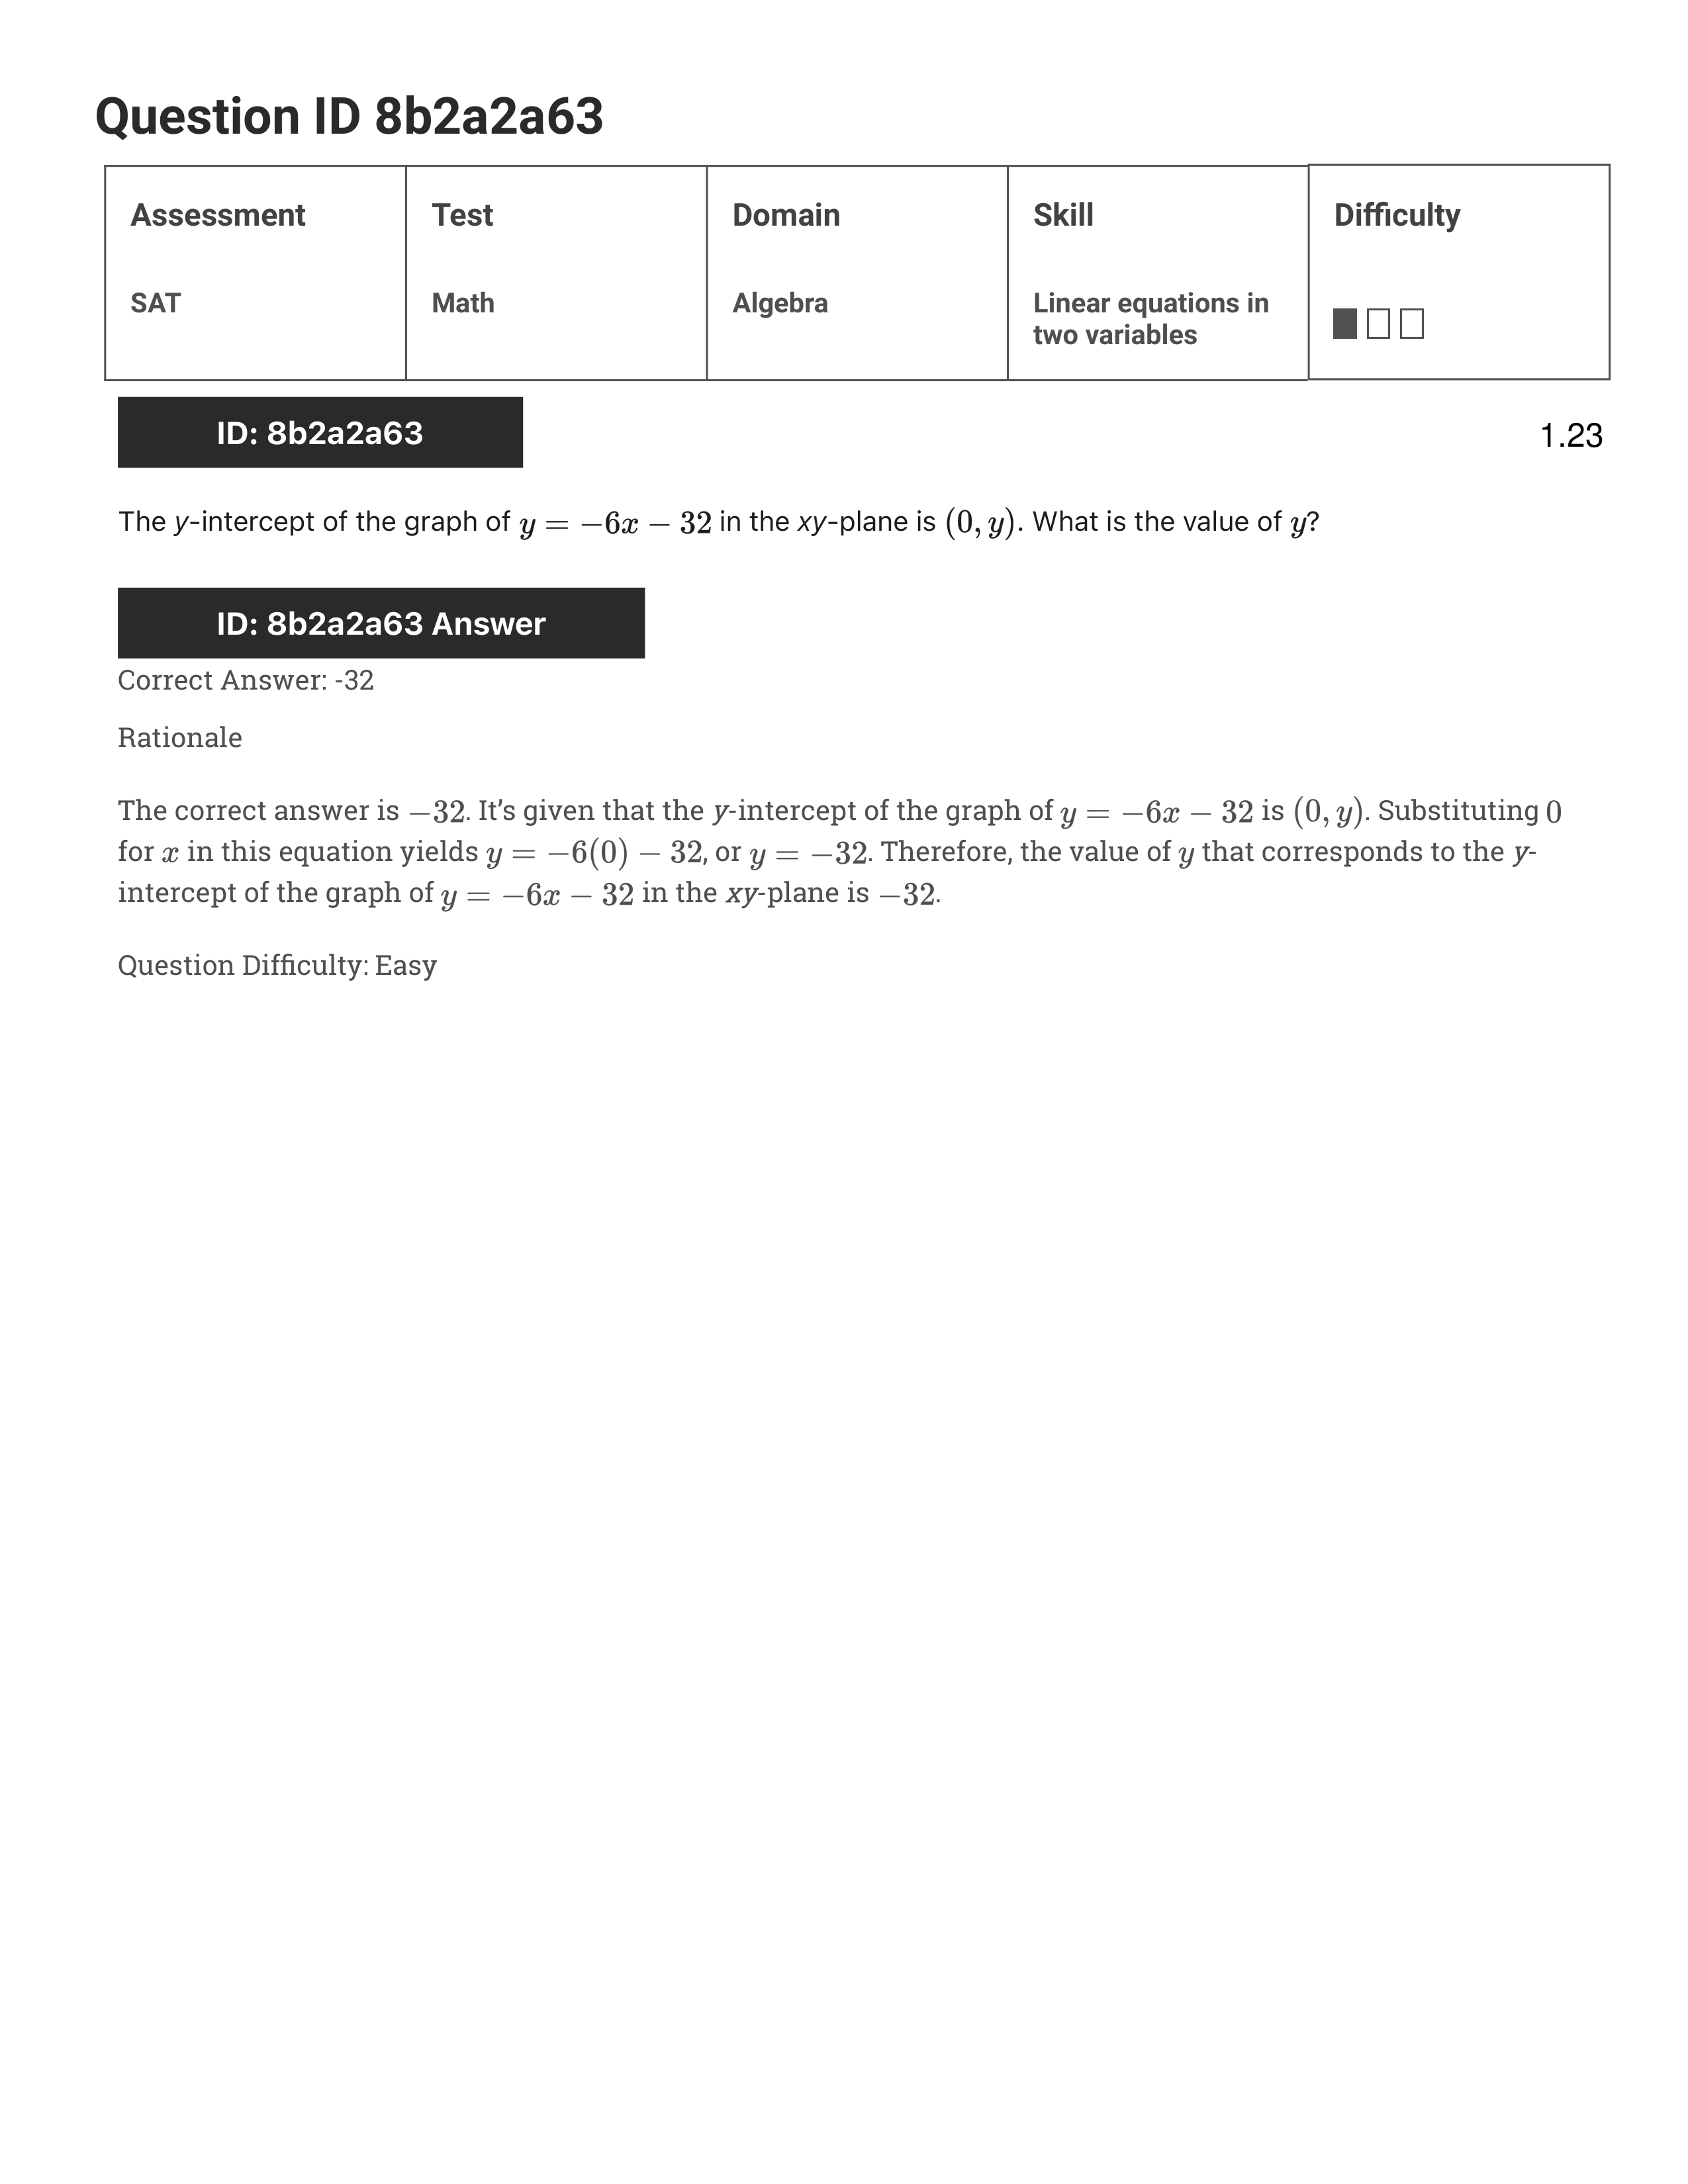 Question ID 8b2a2a63
Assessment Test Domain Skill Difficulty
SAT Math Algebra Linear equations in
two variables
ID: 8b2a2a63
1.23
The y-intercept of the graph of y = −6x − 32 in the xy-plane is (0, y). What is the value of y?
ID: 8b2a2a63 Answer
Correct Answer: -32
Rationale
The correct answer is −32. It’s given that the y-intercept of the graph of y = −6x − 32 is (0, y). Substituting 0
for x in this equation yields y = −6(0) − 32, or y = −32. Therefore, the value of y that corresponds to the y-
intercept of the graph of y = −6x − 32 in the xy-plane is −32.
Question Difficulty: Easy